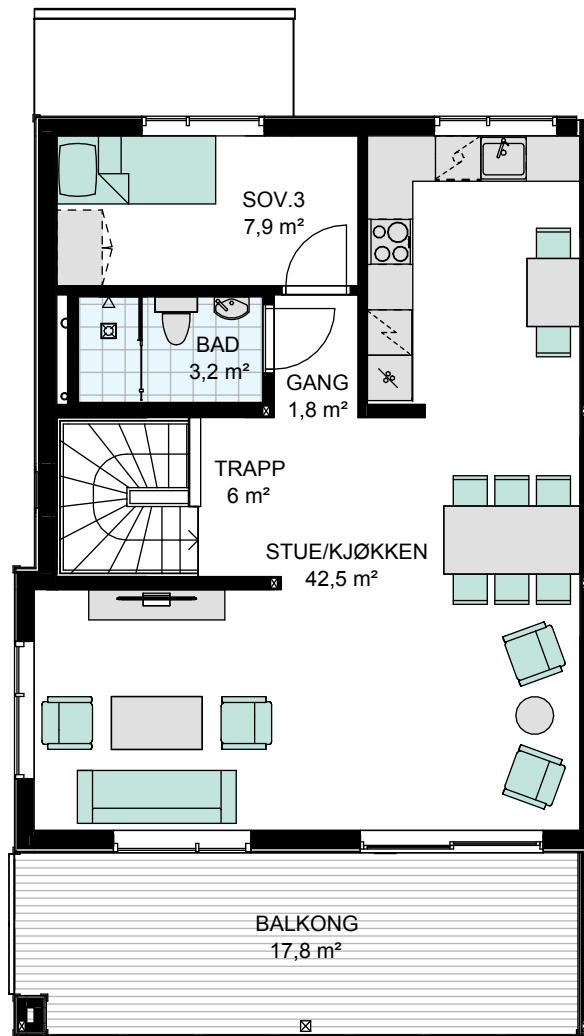 SOV.3
7,9 m²
BAD
3,2 m²
GANG
1,8 m²
TRAPP
6 m²
STUE/KJØKKEN
42,5 m²
BALKONG
17,8 m²